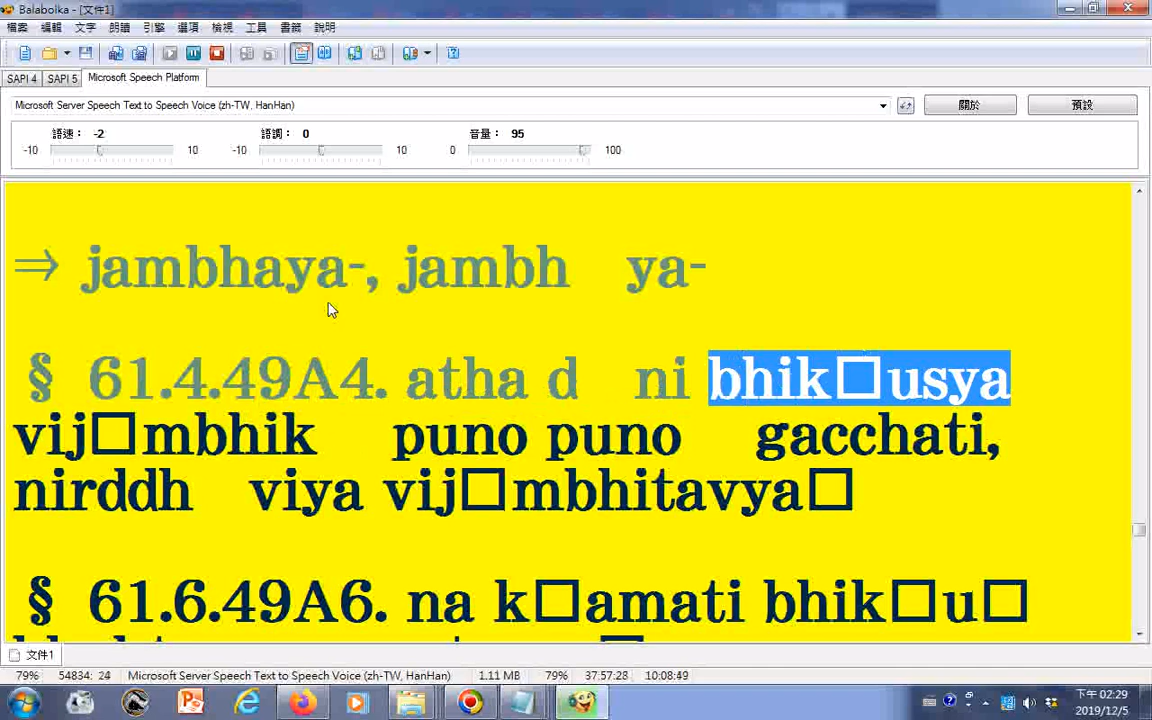 Balabolka - [文件1]
檔案 編輯 文字 朗讀 引擎 選項 檢視 工具 書籤 說明
SAPI 4 SAPI 5 Microsoft Speech Platform
Microsoft Server Speech Text to Speech Voice (zh-TW, HanHan) 關於 預設
語速： -2 語調： 0 音量： 95
-10 10 -10 10 0 100
⇒ jambhaya-, jambh ya-
§ 61.4.49A4. atha d ni bhik□usya
vij□mbhik puno puno gacchati,
nirddh viya vij□mbhitavya□
§ 61.6.49A6. na k□amati bhik□u□
文件1
79% 54834: 24 Microsoft Server Speech Text to Speech Voice (zh-TW, HanHan) 1.11 MB 79% 37:57:28 10:08:49
下午 02:29
2019/12/5